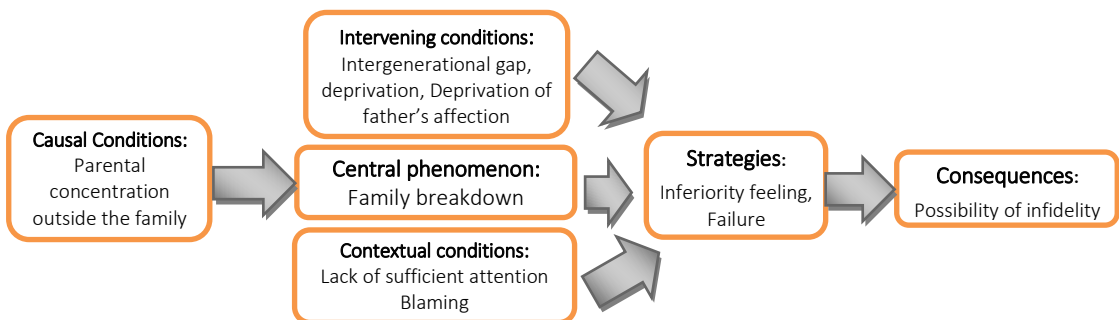 Causal Conditions:
Parental
concentration
outside the family
Intervening conditions:
Intergenerational gap,
deprivation, Deprivation of
father’s affection
Central phenomenon:
Family breakdown
Contextual conditions:
Lack of sufficient attention
Blaming
Strategies:
Inferiority feeling,
Failure
Consequences:
Possibility of infidelity